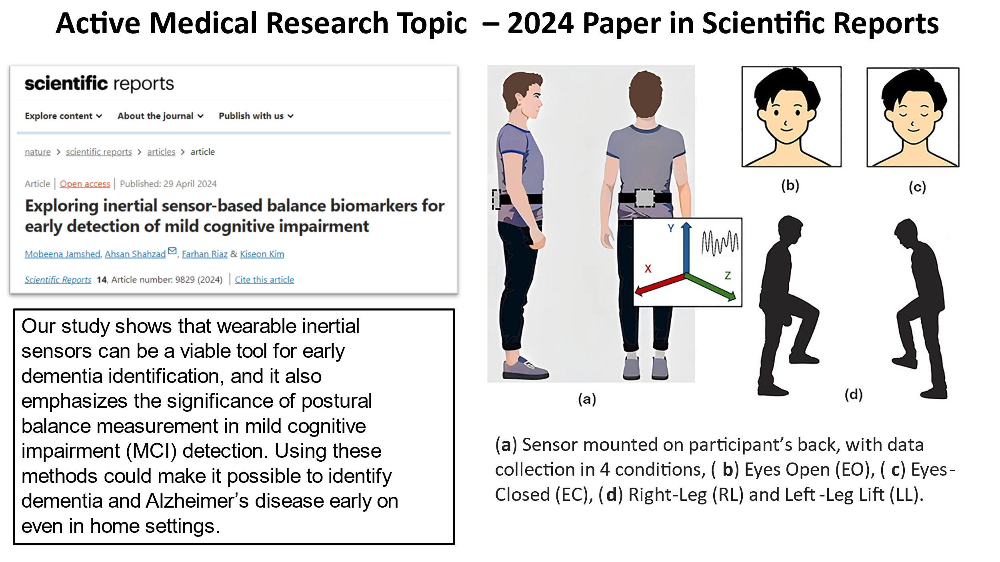 Active Medical Research Topic – 2024 Paper in Scientific Reports
scientific reports
Explore content About the journal Publish with us
nature > scientific reports > articles > article
Article | Open access | Published: 29 April 2024
Exploring inertial sensor-based balance biomarkers for
early detection of mild cognitive impairment
Mobeena Jamshed, Ahsan Shahzad, Farhan Riaz & Kiseon Kim
Scientific Reports 14, Article number: 9829 (2024) | Cite this article
Our study shows that wearable inertial
sensors can be a viable tool for early
dementia identification, and it also
emphasizes the significance of postural
balance measurement in mild cognitive
impairment (MCI) detection. Using these
methods could make it possible to identify
dementia and Alzheimer’s disease early on
even in home settings.
Y
X
Z
(a)
(b)
(c)
(d)
(a) Sensor mounted on participant’s back, with data
collection in 4 conditions, ( b) Eyes Open (EO), ( c) Eyes-
Closed (EC), (d) Right-Leg (RL) and Left-Leg Lift (LL).